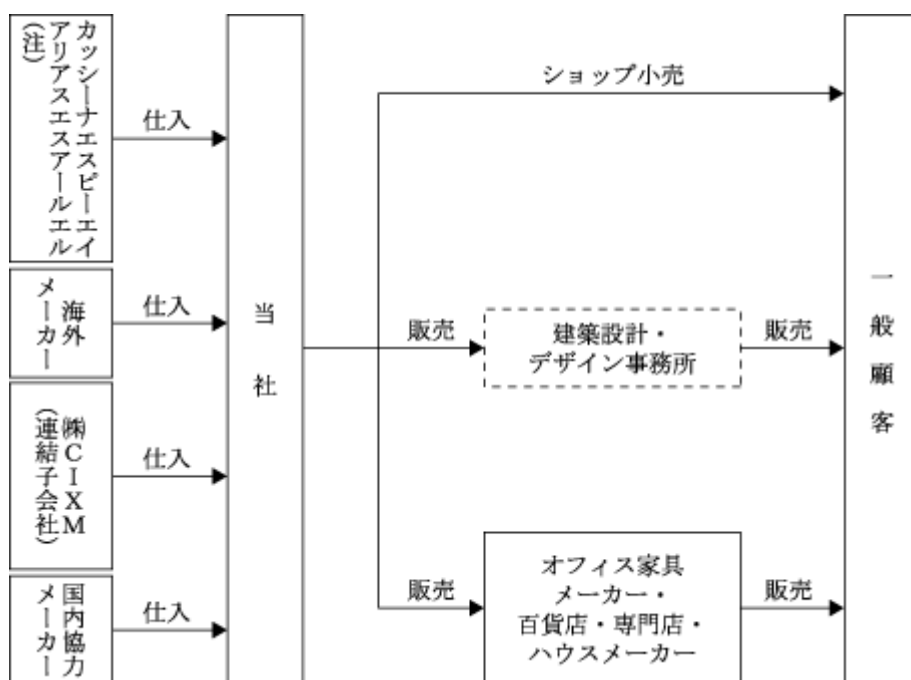 カッシーナエスピーエイ
アリアスエスアールエル
(注)
仕入
海外
メーカー
仕入
㈱CIXM
(連結子会社)
仕入
国内協力
メーカー
仕入
当社
ショップ小売
販売
建築設計・
デザイン事務所
販売
販売
オフィス家具
メーカー・
百貨店・専門店・
ハウスメーカー
販売
一般顧客